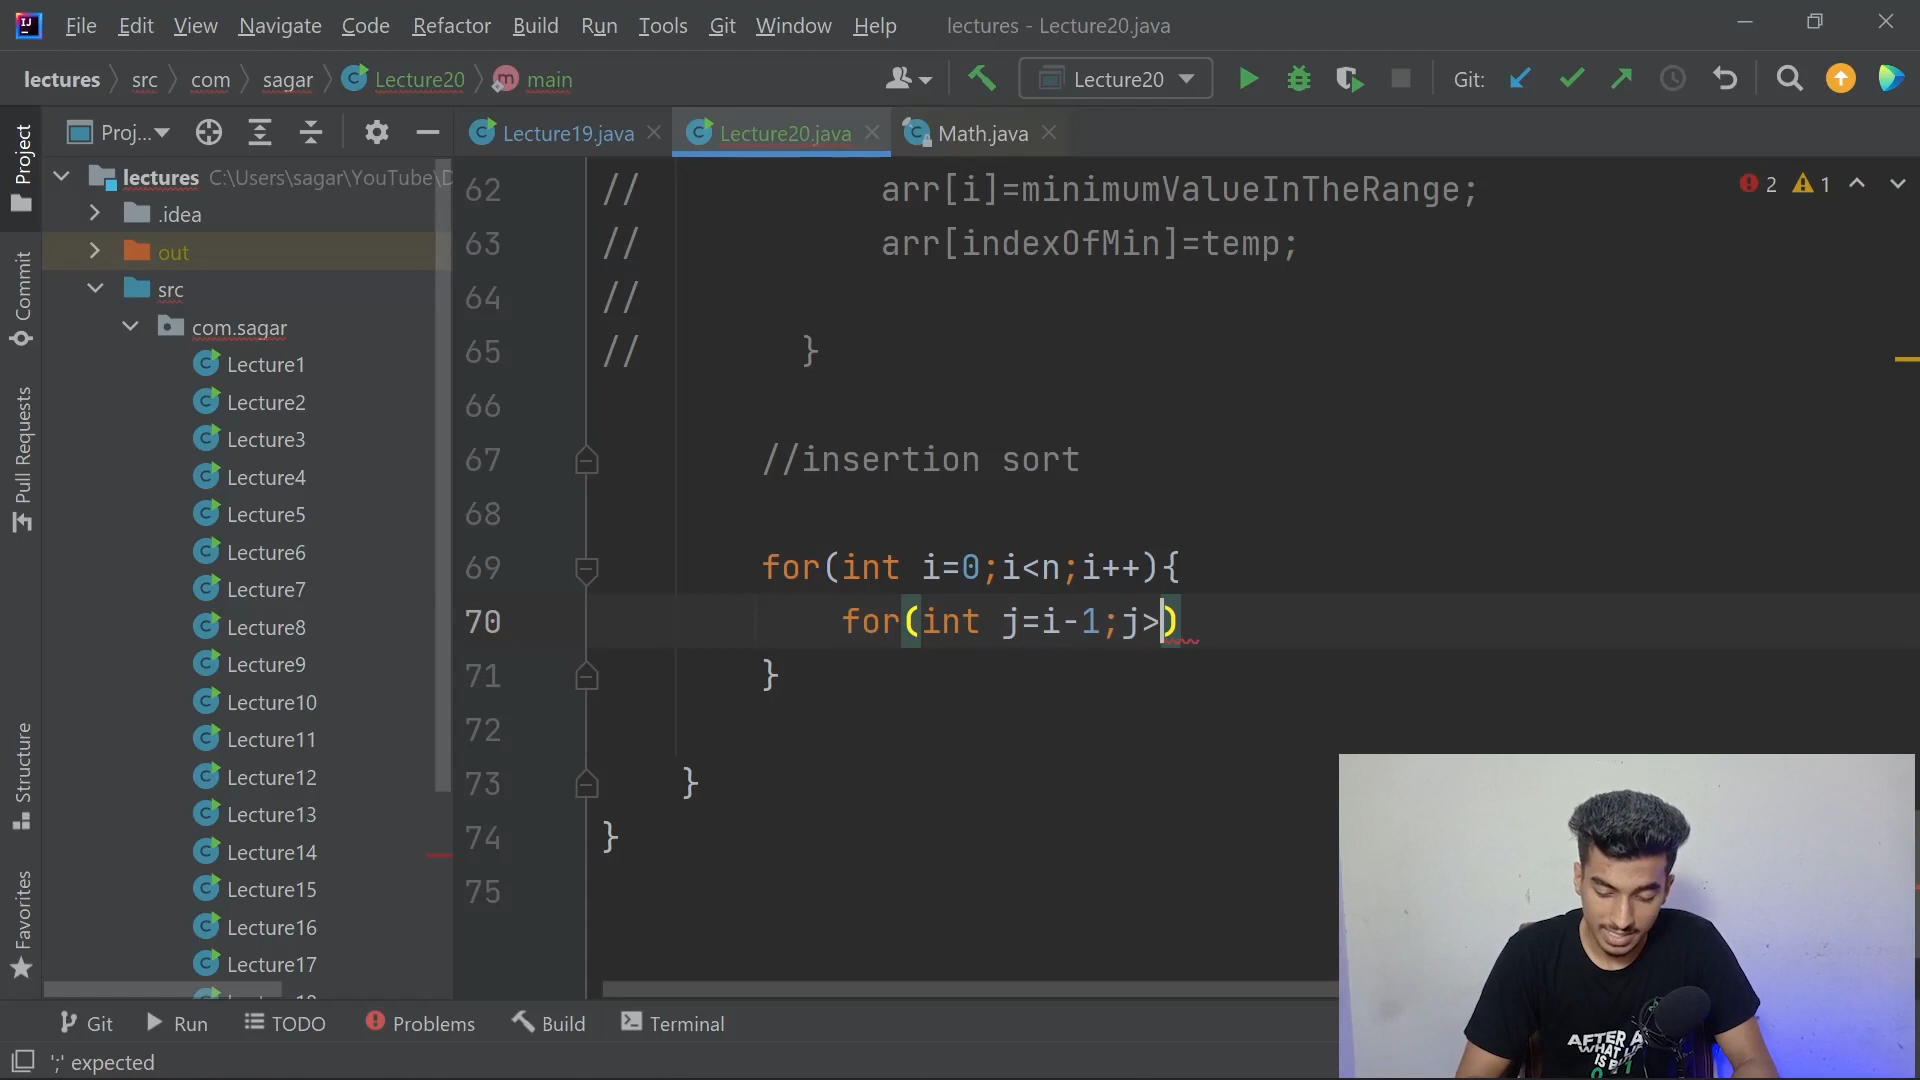 File Edit View Navigate Code Refactor Build Run Tools Git Window Help lectures - Lecture20.java
lectures src com sagar Lecture20 main Lecture20 Git:
Proj... Lecture19.java Lecture20.java Math.java
Project
Commit
Pull Requests
Structure
Favorites
lectures C:\Users\sagar\YouTube\D
.idea
out
src
com.sagar
Lecture1
Lecture2
Lecture3
Lecture4
Lecture5
Lecture6
Lecture7
Lecture8
Lecture9
Lecture10
Lecture11
Lecture12
Lecture13
Lecture14
Lecture15
Lecture16
Lecture17
2 1
62 // arr[i]=minimumValueInTheRange;
63 // arr[indexOfMin]=temp;
64 //
65 // }
66
67 //insertion sort
68
69 for(int i=0;i<n;i++){
70 for(int j=i-1;j>)
71 }
72
73 }
74 }
75
AFTER A
WHAT
IS B
Git Run TODO Problems Build Terminal
';' expected